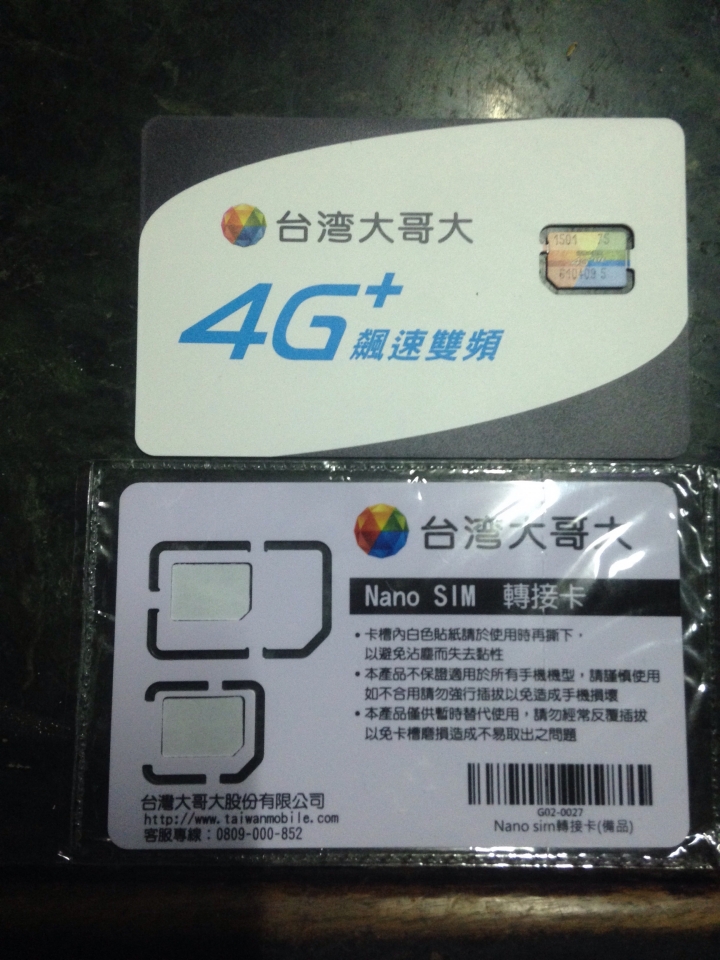 台湾大哥大
1501 75
4G+
飆速雙頻
台湾大哥大
Nano SIM 轉接卡
•卡槽內白色貼紙請於使用時再撕下，
以避免沾塵而失去黏性
•本產品不保證適用於所有手機機型，請謹慎使用
如不合用請勿強行插拔以免造成手機損壞
•本產品僅供暫時替代使用，請勿經常反覆插拔
以免卡槽磨損造成不易取出之問題
台灣大哥大股份有限公司
http://www.taiwanmobile.com
客服專線：0809-000-852
G02-0027
Nano sim轉接卡(備品)